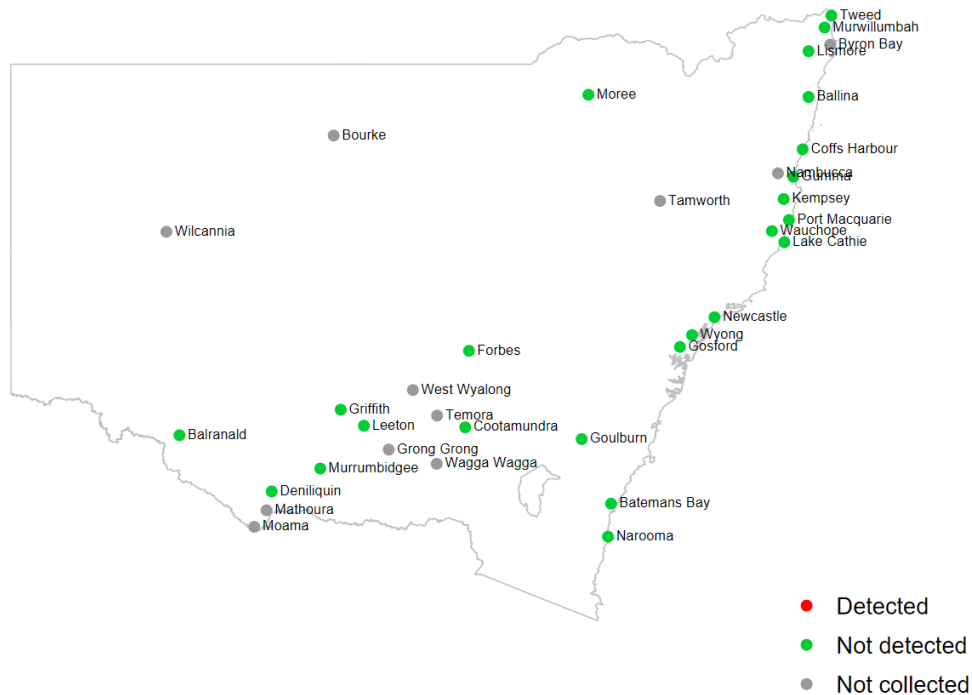 Tweed
Murwillumbah
Byron Bay
Lismore
Moree
Ballina
Bourke
Coffs Harbour
Nambucca
Gumma
Tamworth
Kempsey
Port Macquarie
Wilcannia
Wauchope
Lake Cathie
Newcastle
Wyong
Gosford
Forbes
West Wyalong
Griffith
Temora
Leeton
Cootamundra
Balranald
Goulburn
Grong Grong
Wagga Wagga
Murrumbidgee
Deniliquin
Batemans Bay
Mathoura
Moama
Narooma
Detected
Not detected
Not collected